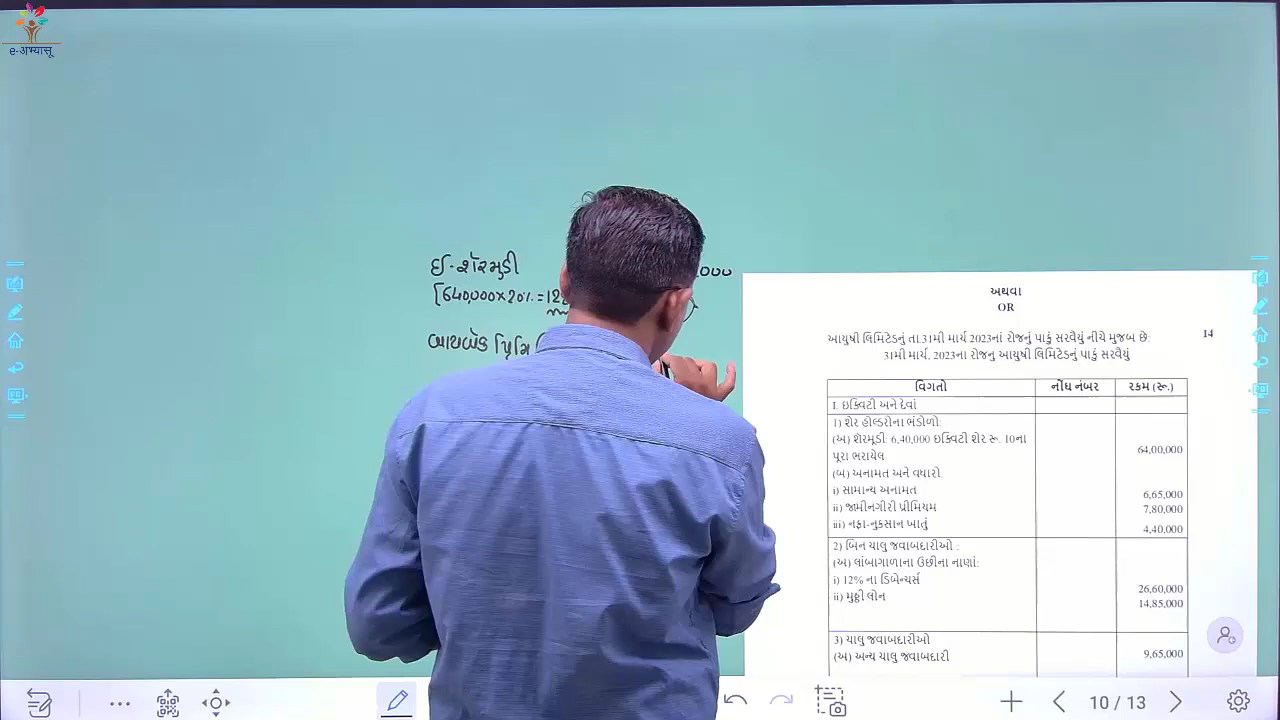 e-अभ्यासू
ઈ-શેરમૂડી 000
[640,000×20%=12
બાયબેક પ્રિમિ
અથવા
OR
14
આયુષી લિમિટેડનું તા.31મી માર્ચ 2023નાં રોજનું પાકું સરવૈયું નીચે મુજબ છે:
31મી માર્ચ, 2023ના રોજનુ આયુષી લિમિટેડનું પાકું સરવૈયું
વિગતો નોંધ નંબર રકમ (રૂ.)
I. ઇક્વિટી અને દેવાં
1) શેર હોલ્ડરોના ભંડોળો:
(અ) શેરમૂડી: 6,40,000 ઇક્વિટી શેર રૂ. 10ના
પૂરા ભરાયેલ 64,00,000
(બ) અનામત અને વધારો.
i) સામાન્ય અનામત 6,65,000
ii) જામીનગીરી પ્રીમિયમ 7,80,000
iii) નફા-નુકસાન ખાતું 4,40,000
2) બિન ચાલુ જવાબદારીઓ :
(અ) લાંબાગાળાના ઉછીના નાણાં:
i) 12% ના ડિબેન્ચર્સ 26,60,000
ii) મુદ્દતી લોન 14,85,000
3) ચાલુ જવાબદારીઓ
(અ) અન્ય ચાલુ જવાબદારી 9,65,000
10 / 13